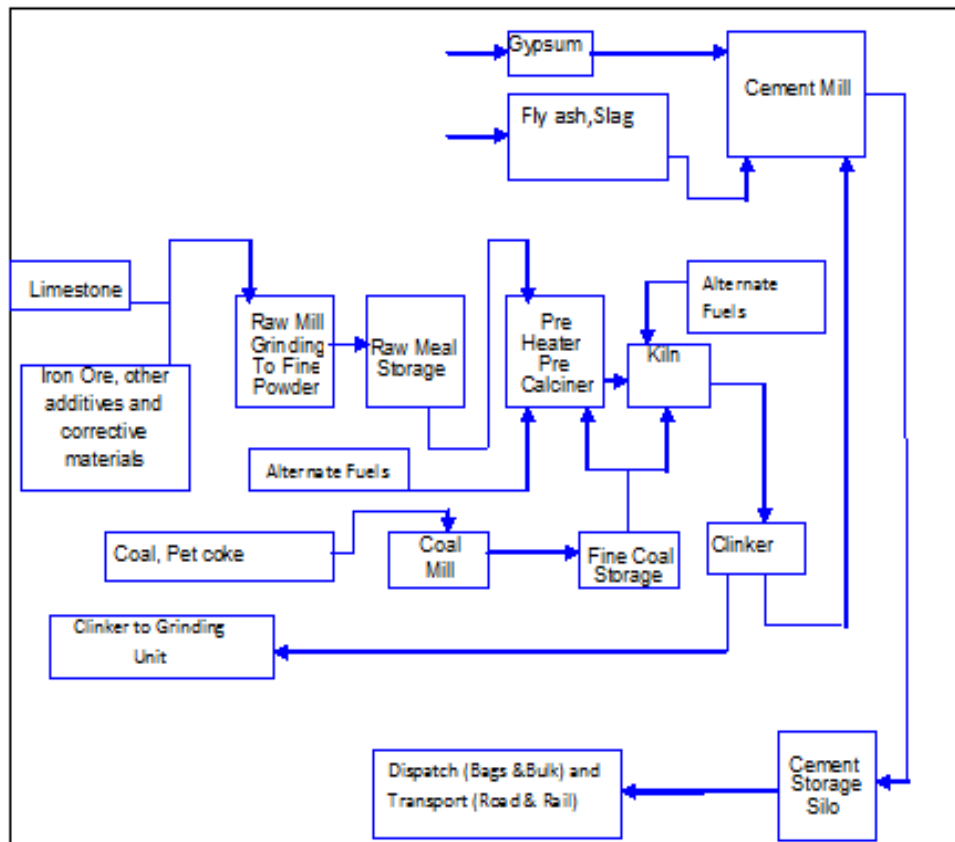 Gypsum
Cement Mill
Fly ash,Slag
Limestone
Alternate
Fuels
Raw Mill
Grinding
To Fine
Powder
Raw Meal
Storage
Pre
Heater
Pre
Calciner
Kiln
Iron Ore, other
additives and
corrective
materials
Alternate Fuels
Coal, Pet coke
Coal
Mill
Fine Coal
Storage
Clinker
Clinker to Grinding
Unit
Dispatch (Bags &Bulk) and
Transport (Road & Rail)
Cement
Storage
Silo